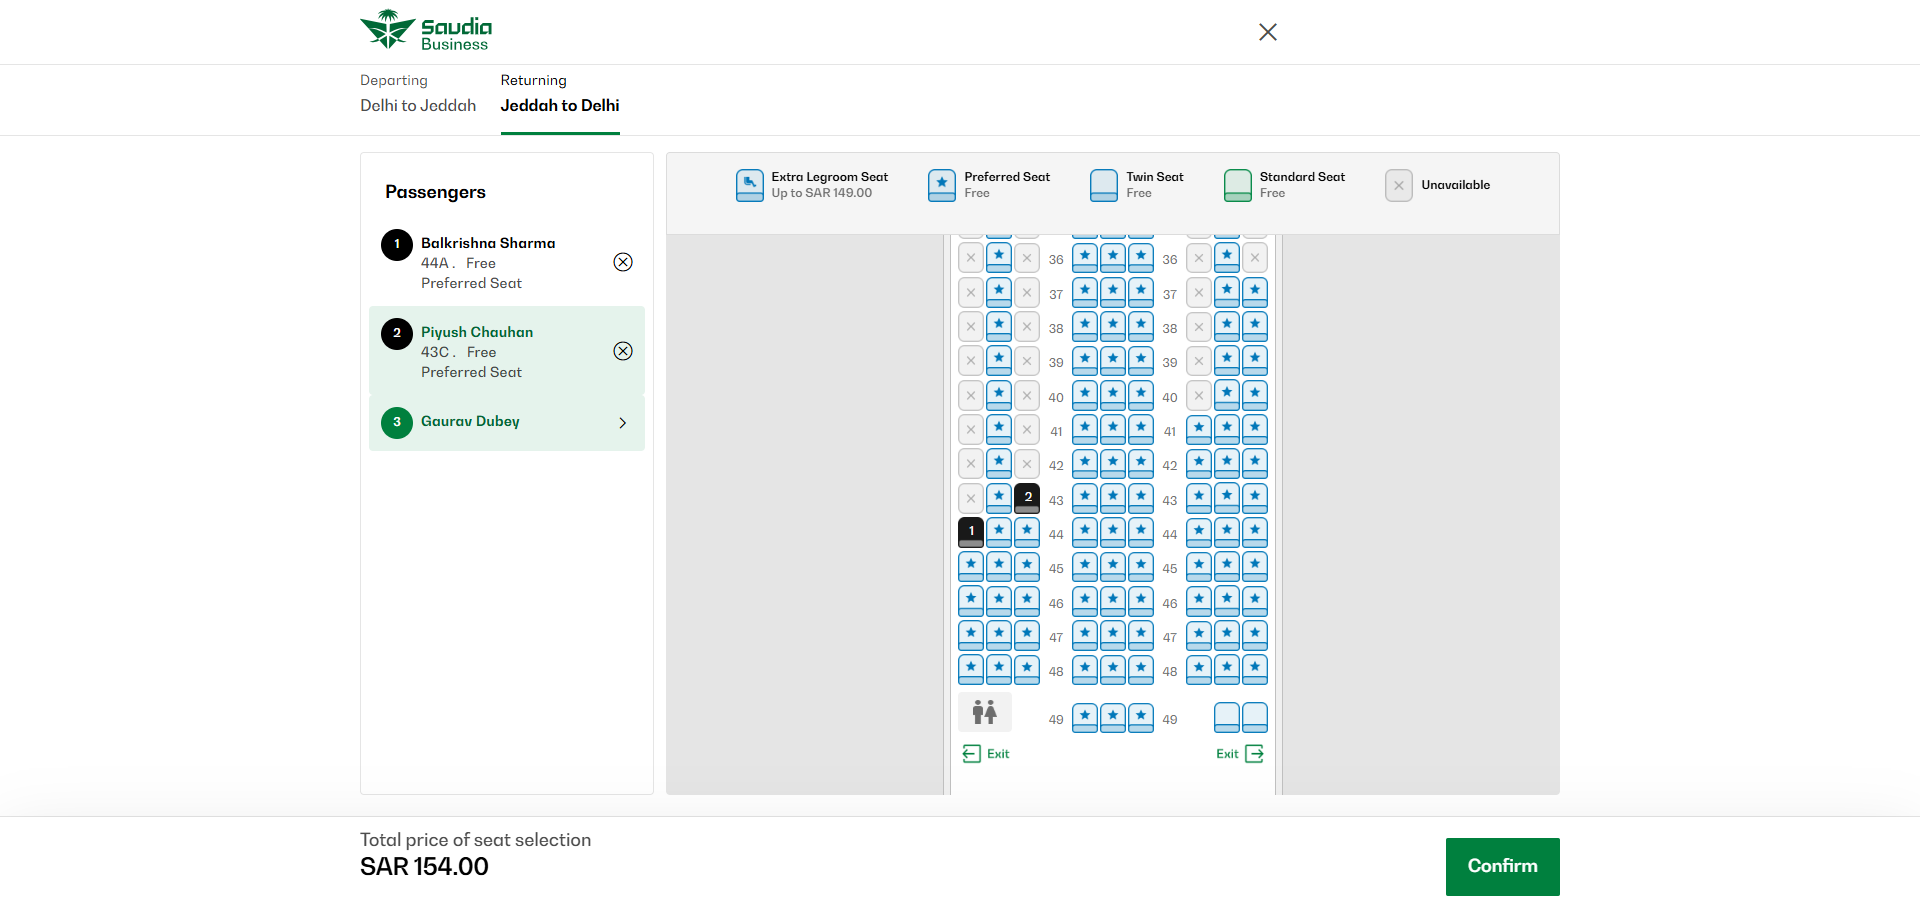 Saudia
Business
Departing
Delhi to Jeddah
Returning
Jeddah to Delhi
Passengers
1
Balkrishna Sharma
44A . Free
Preferred Seat
2
Piyush Chauhan
43C . Free
Preferred Seat
3
Gaurav Dubey
Extra Legroom Seat
Up to SAR 149.00
Preferred Seat
Free
Twin Seat
Free
Standard Seat
Free
Unavailable
36 36
37 37
38 38
39 39
40 40
41 41
42 42
2 43 43
1 44 44
45 45
46 46
47 47
48 48
49 49
Exit Exit
Total price of seat selection
SAR 154.00
Confirm